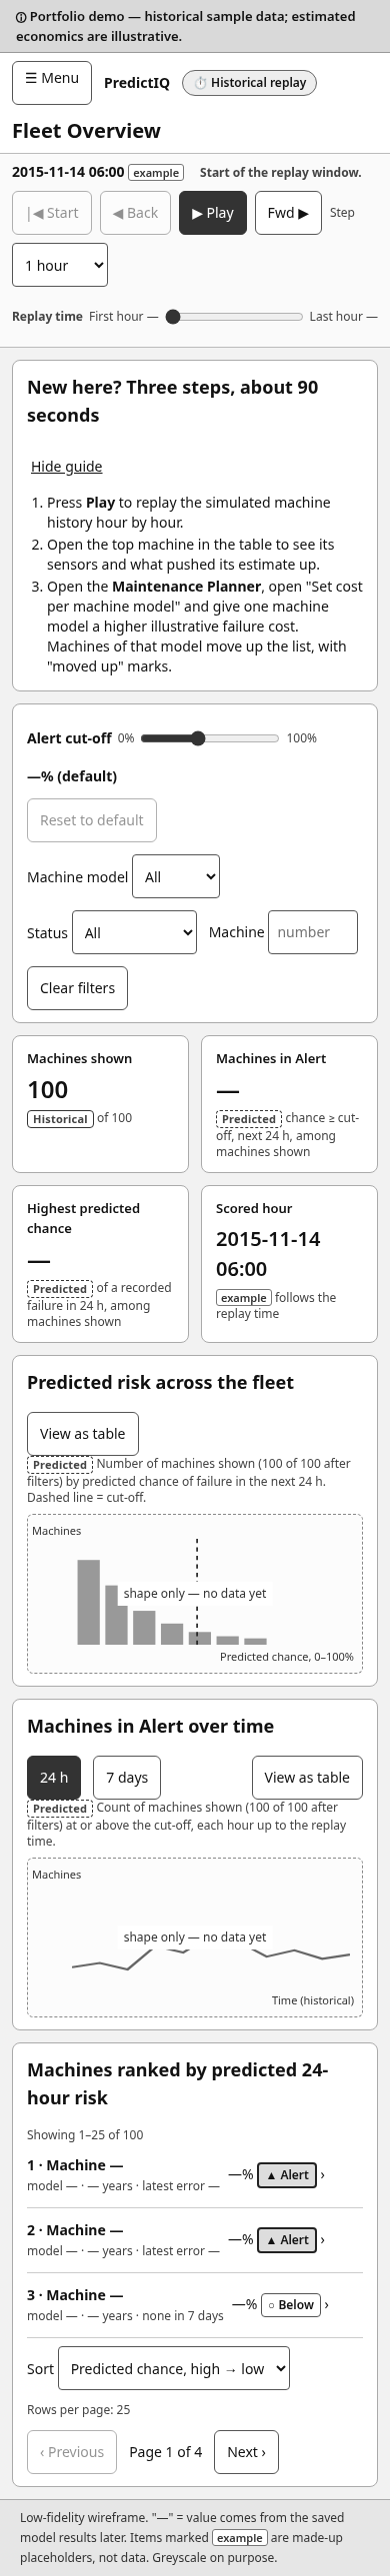 ⓘ Portfolio demo — historical sample data; estimated
economics are illustrative.
☰ Menu
PredictIQ
⏱ Historical replay
Fleet Overview
2015-11-14 06:00 example Start of the replay window.
|◀ Start
◀ Back
▶ Play
Fwd ▶
Step
1 hour
Replay time First hour — Last hour —
New here? Three steps, about 90
seconds
Hide guide
1. Press Play to replay the simulated machine
history hour by hour.
2. Open the top machine in the table to see its
sensors and what pushed its estimate up.
3. Open the Maintenance Planner, open "Set cost
per machine model" and give one machine
model a higher illustrative failure cost.
Machines of that model move up the list, with
"moved up" marks.
Alert cut-off 0% 100%
—% (default)
Reset to default
Machine model All
Status All Machine number
Clear filters
Machines shown
100
Historical of 100
Machines in Alert
—
Predicted chance ≥ cut-
off, next 24 h, among
machines shown
Highest predicted
chance
—
Predicted of a recorded
failure in 24 h, among
machines shown
Scored hour
2015-11-14
06:00
example follows the
replay time
Predicted risk across the fleet
View as table
Predicted Number of machines shown (100 of 100 after
filters) by predicted chance of failure in the next 24 h.
Dashed line = cut-off.
Machines
shape only — no data yet
Predicted chance, 0–100%
Machines in Alert over time
24 h
7 days
View as table
Predicted Count of machines shown (100 of 100 after
filters) at or above the cut-off, each hour up to the replay
time.
Machines
shape only — no data yet
Time (historical)
Machines ranked by predicted 24-
hour risk
Showing 1–25 of 100
1 · Machine —
model — · — years · latest error —
—% ▲ Alert ›
2 · Machine —
model — · — years · latest error —
—% ▲ Alert ›
3 · Machine —
model — · — years · none in 7 days
—% ○ Below ›
Sort Predicted chance, high → low
Rows per page: 25
‹ Previous
Page 1 of 4
Next ›
Low-fidelity wireframe. "—" = value comes from the saved
model results later. Items marked example are made-up
placeholders, not data. Greyscale on purpose.